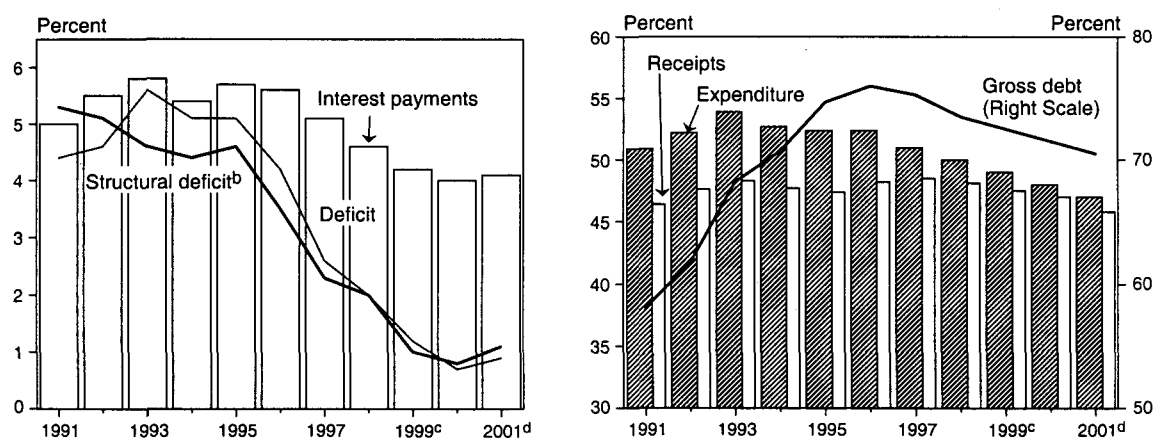 Percent
6
5
4
3
2
1
0
Interest payments
Structural deficitb
Deficit
1991 1993 1995 1997 1999c 2001d
Percent
Percent
60
55
50
45
40
35
30
Receipts
Expenditure
Gross debt
(Right Scale)
80
70
60
50
1991 1993 1995 1997 1999c 2001d